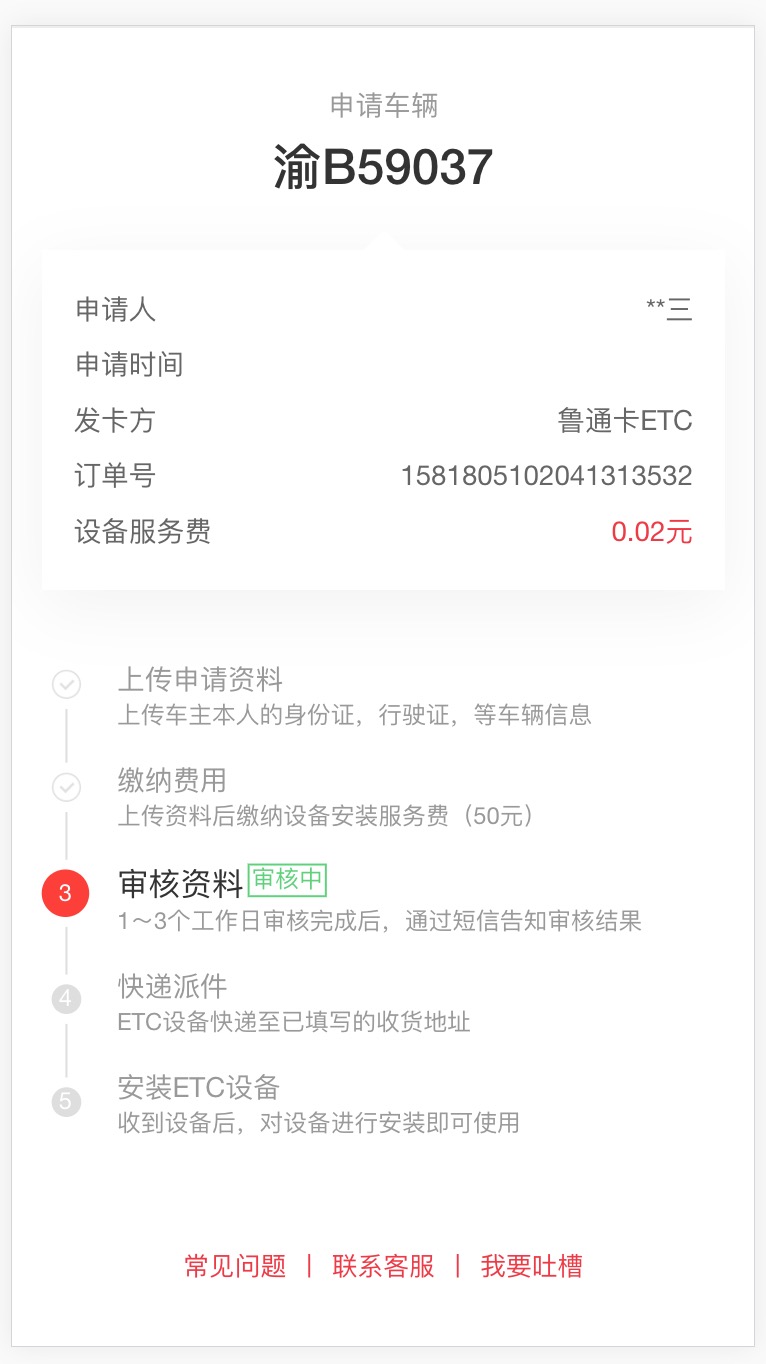 申请车辆
渝B59037
申请人 **三
申请时间
发卡方 鲁通卡ETC
订单号 1581805102041313532
设备服务费 0.02元
上传申请资料
上传车主本人的身份证，行驶证，等车辆信息
缴纳费用
上传资料后缴纳设备安装服务费（50元）
3 审核资料 审核中
1～3个工作日审核完成后，通过短信告知审核结果
4 快递派件
ETC设备快递至已填写的收货地址
5 安装ETC设备
收到设备后，对设备进行安装即可使用
常见问题 | 联系客服 | 我要吐槽